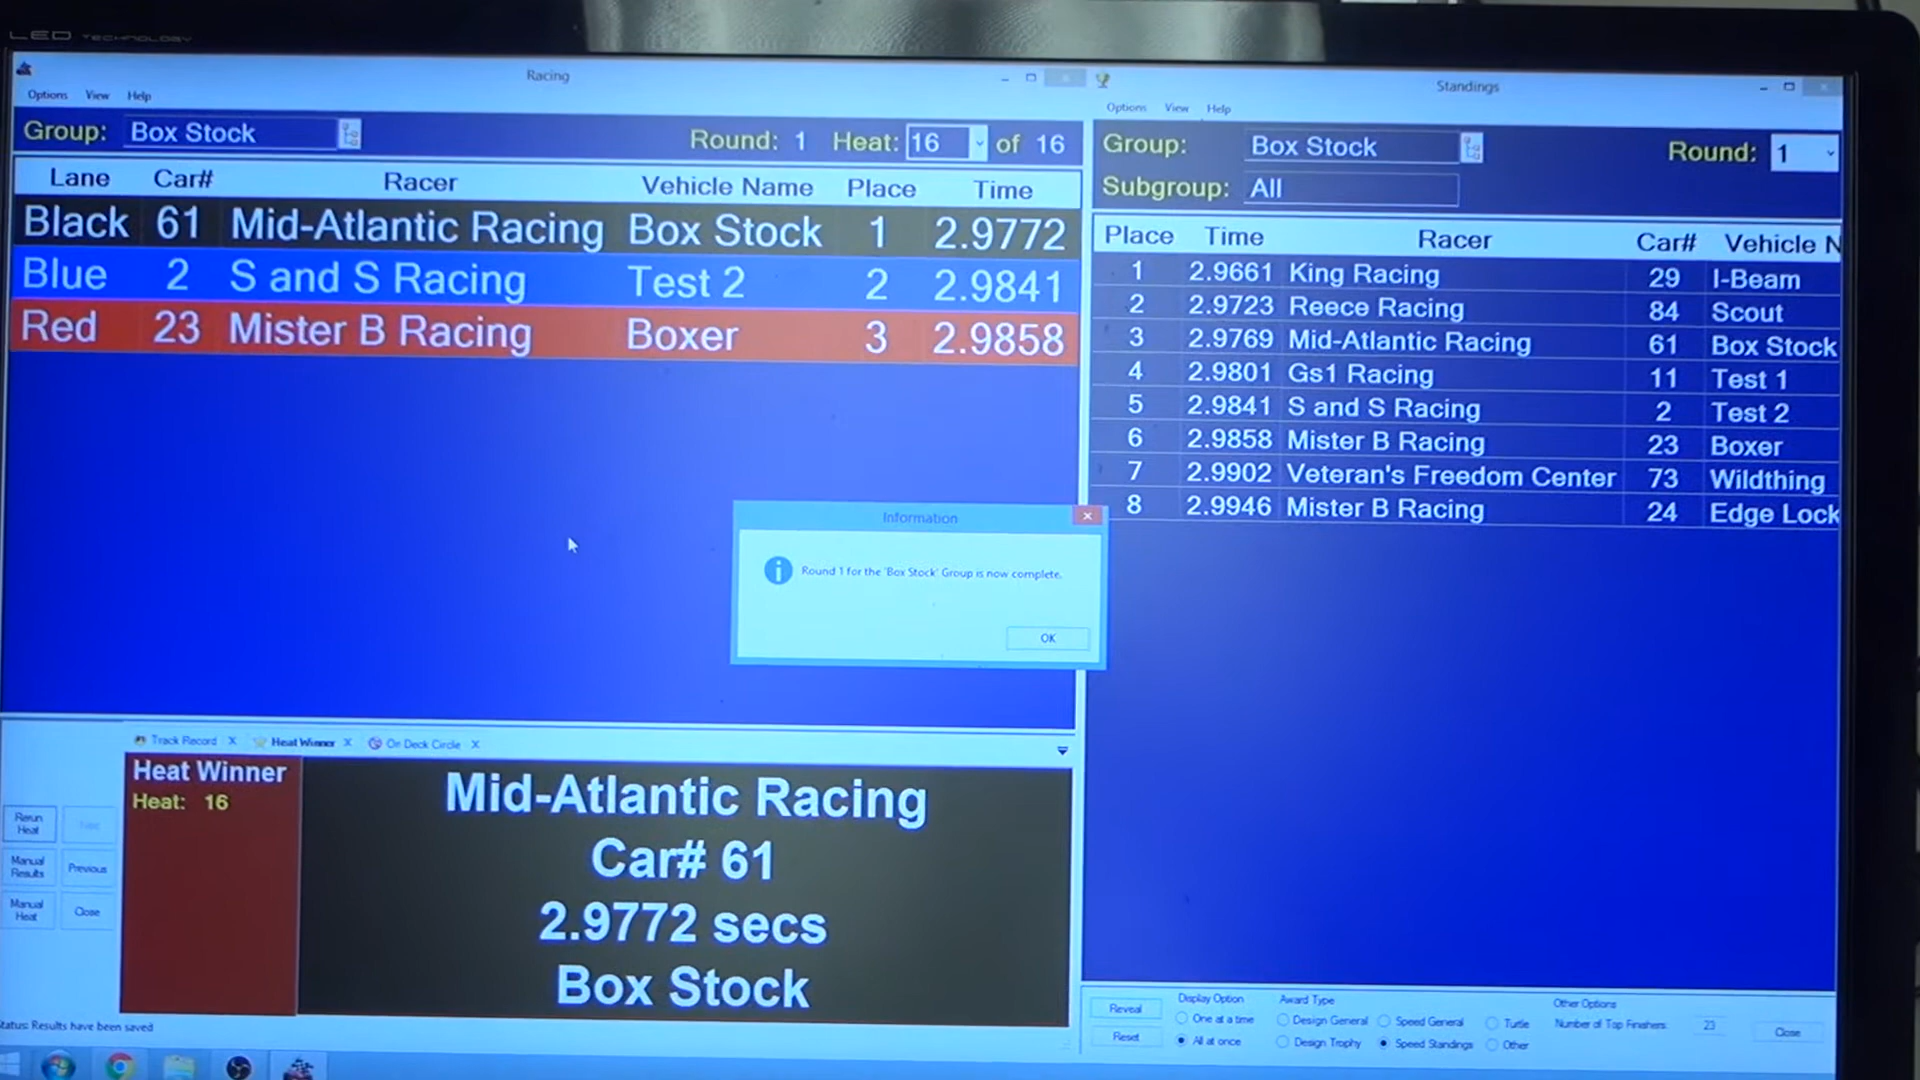 LED TECHNOLOGY
Racing
Options View Help
Group: Box Stock Round: 1 Heat: 16 of 16
Lane Car# Racer Vehicle Name Place Time
Black 61 Mid-Atlantic Racing Box Stock 1 2.9772
Blue 2 S and S Racing Test 2 2 2.9841
Red 23 Mister B Racing Boxer 3 2.9858
Standings
Options View Help
Group: Box Stock Round: 1
Subgroup: All
Place Time Racer Car# Vehicle N
1 2.9661 King Racing 29 I-Beam
2 2.9723 Reece Racing 84 Scout
3 2.9769 Mid-Atlantic Racing 61 Box Stock
4 2.9801 Gs1 Racing 11 Test 1
5 2.9841 S and S Racing 2 Test 2
6 2.9858 Mister B Racing 23 Boxer
7 2.9902 Veteran's Freedom Center 73 Wildthing
8 2.9946 Mister B Racing 24 Edge Lock
Information
Round 1 for the 'Box Stock' Group is now complete.
OK
Track Record X Heat Winner X On Deck Circle X
Heat Winner
Heat: 16
Mid-Atlantic Racing
Car# 61
2.9772 secs
Box Stock
Rerun Heat
Manual Results Previous
Manual Heat Close
Status: Results have been saved
Reveal
Reset
Display Option
One at a time
All at once
Award Type
Design General Speed General Turtle
Design Trophy Speed Standings Other
Other Options
Number of Top Finishers: 23
Close